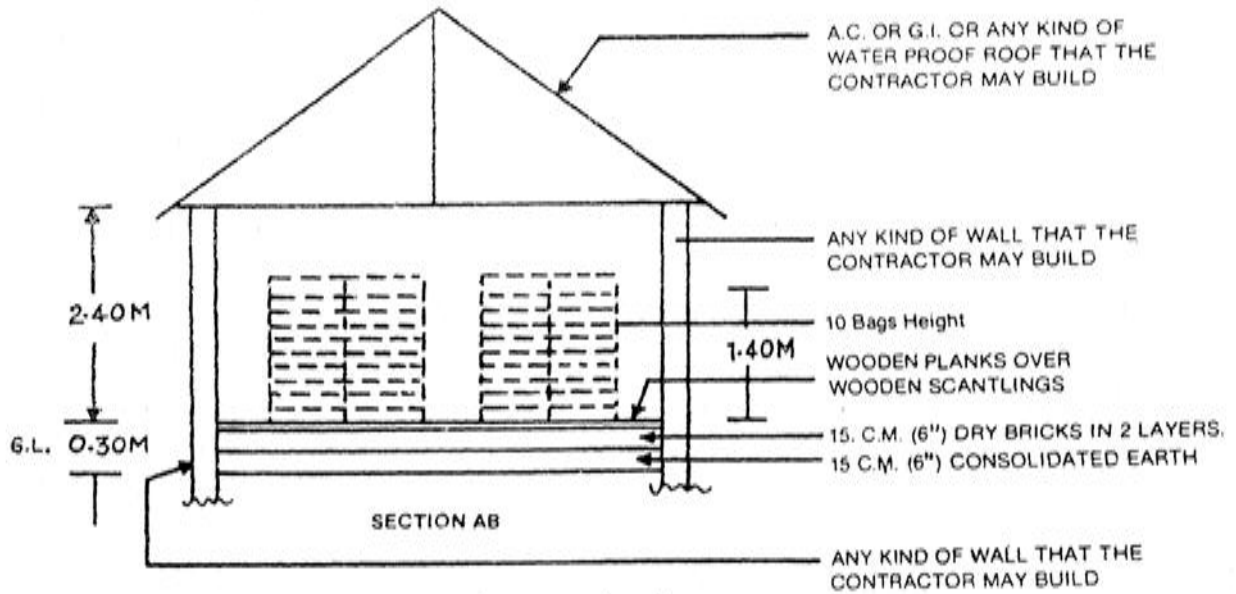 A.C. OR G.I. OR ANY KIND OF
WATER PROOF ROOF THAT THE
CONTRACTOR MAY BUILD
ANY KIND OF WALL THAT THE
CONTRACTOR MAY BUILD
2.40M
10 Bags Height
1.40M
WOODEN PLANKS OVER
WOODEN SCANTLINGS
G.L. 0.30M
15. C.M. (6") DRY BRICKS IN 2 LAYERS.
15 C.M. (6") CONSOLIDATED EARTH
SECTION AB
ANY KIND OF WALL THAT THE
CONTRACTOR MAY BUILD